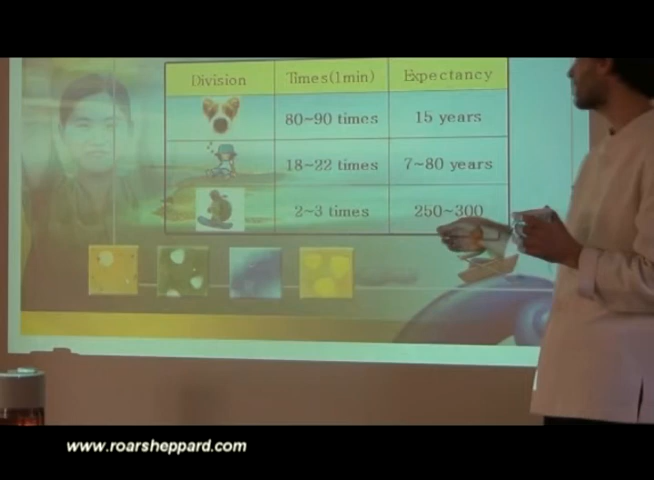 Division Times(1min) Expectancy
80~90 times 15 years
18~22 times 7~80 years
2~3 times 250~300
www.roarsheppard.com